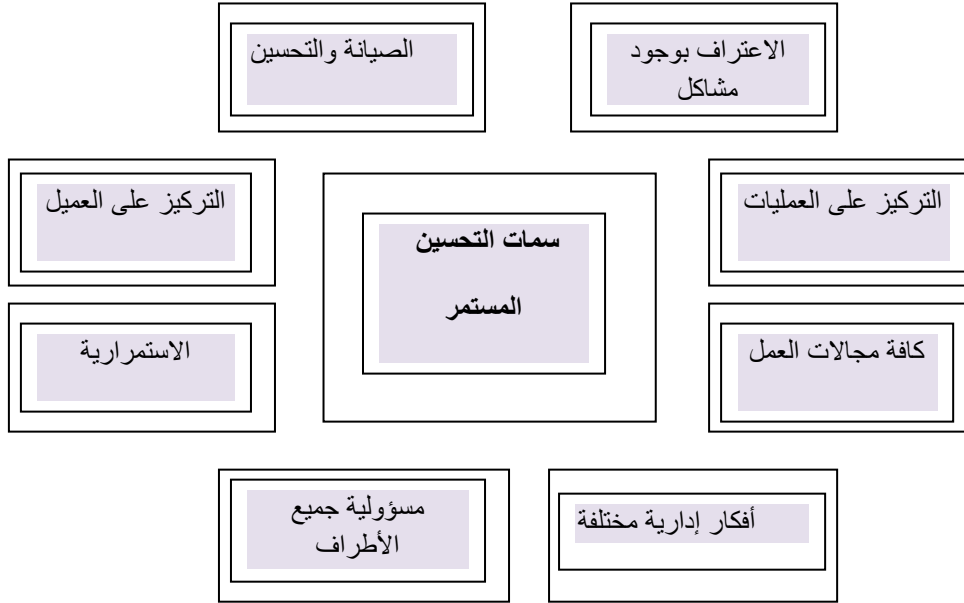 الاعتراف بوجود
مشاكل
الصيانة والتحسين
التركيز على العمليات
التركيز على العميل
سمات التحسين
المستمر
كافة مجالات العمل
الاستمرارية
أفكار إدارية مختلفة
مسؤولية جميع
الأطراف